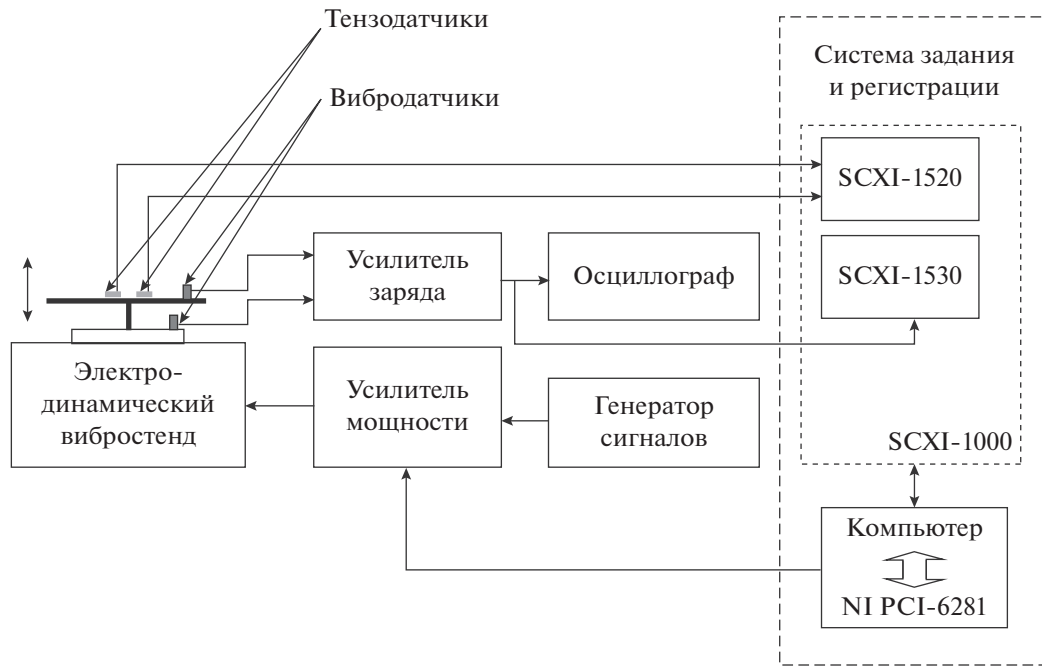 Тензодатчики
Вибродатчики
Система задания
и регистрации
SCXI-1520
SCXI-1530
SCXI-1000
Усилитель
заряда
Осциллограф
Электро-
динамический
вибростенд
Усилитель
мощности
Генератор
сигналов
Компьютер
NI PCI-6281